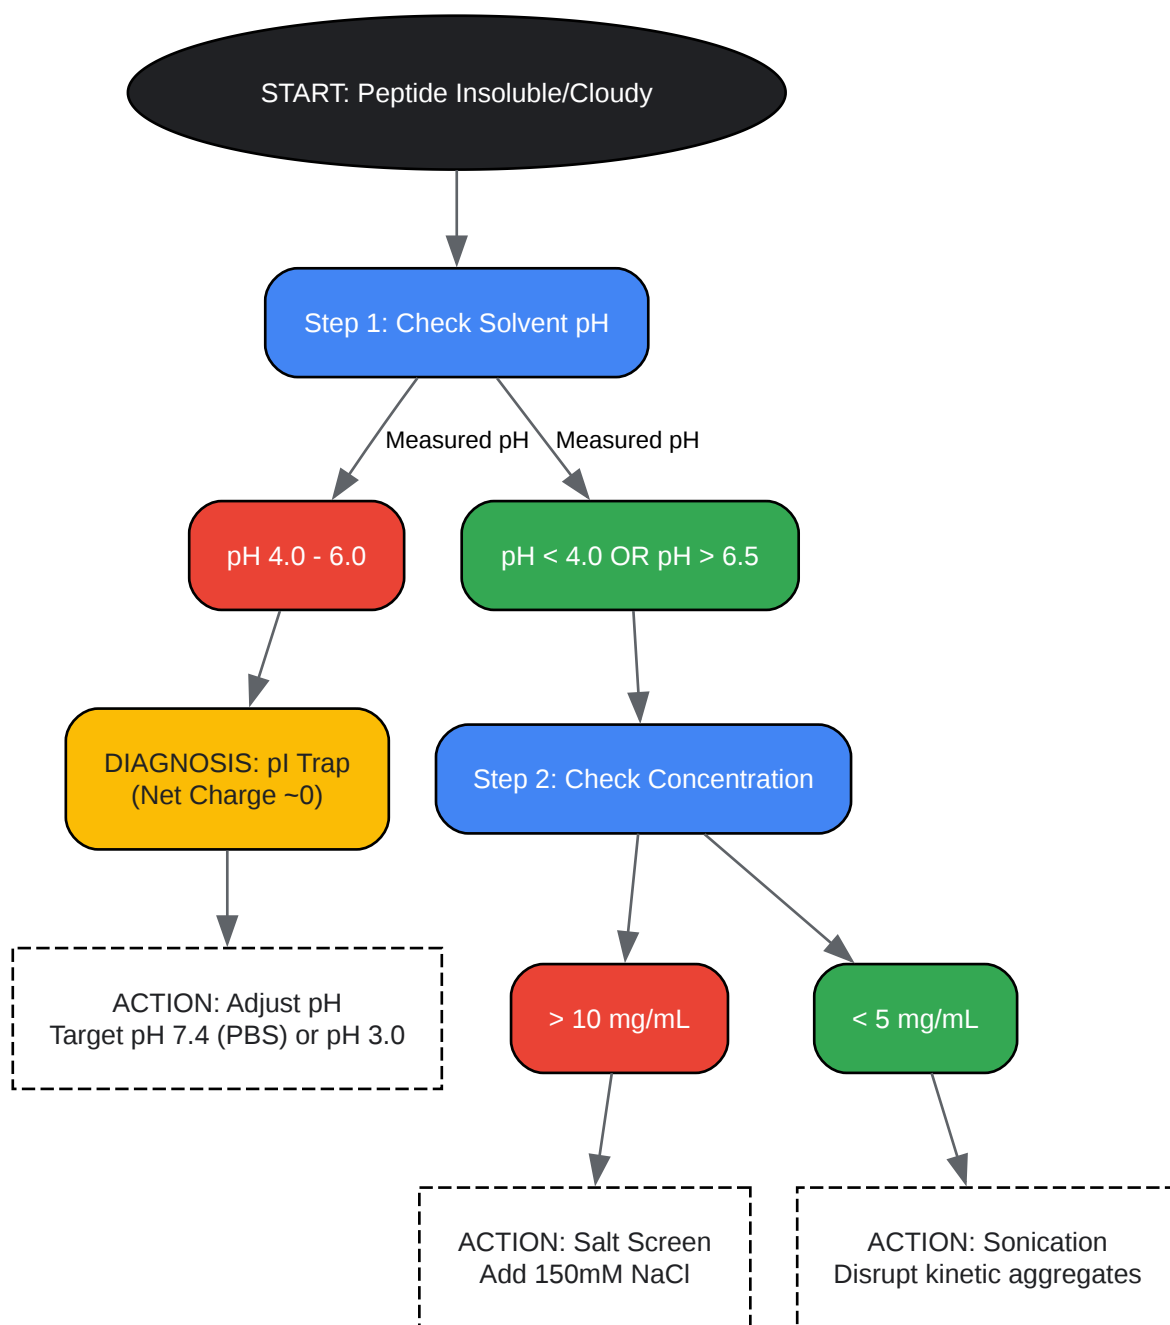 START: Peptide Insoluble/Cloudy
Step 1: Check Solvent pH
Measured pH
Measured pH
pH 4.0 - 6.0
pH < 4.0 OR pH > 6.5
DIAGNOSIS: pI Trap
(Net Charge ~0)
Step 2: Check Concentration
ACTION: Adjust pH
Target pH 7.4 (PBS) or pH 3.0
> 10 mg/mL
< 5 mg/mL
ACTION: Salt Screen
Add 150mM NaCl
ACTION: Sonication
Disrupt kinetic aggregates